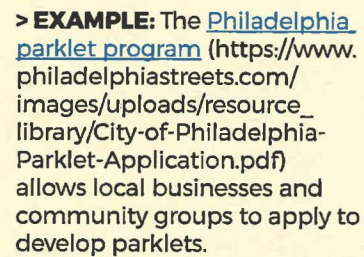 > EXAMPLE: The Philadelphia
parklet program (https://www.
philadelphiastreets.com/
images/uploads/resource_
library/City-of-Philadelphia-
Parklet-Application.pdf)
allows local businesses and
community groups to apply to
develop parklets.